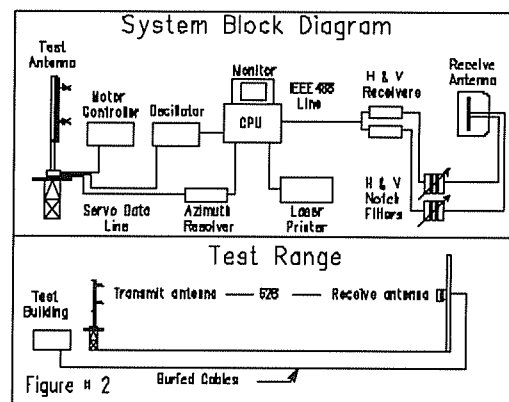 System Block Diagram
Test
Antenna
Motor
Controller
Oscillator
Monitor
CPU
IEEE 488
Line
H & V
Receivers
Receive
Antenna
Servo Data
Line
Azimuth
Resolver
Laser
Printer
H & V
Notch
Filters
Test Range
Test
Building
Transmit antenna
628
Receive antenna
Buried Cables
Figure # 2